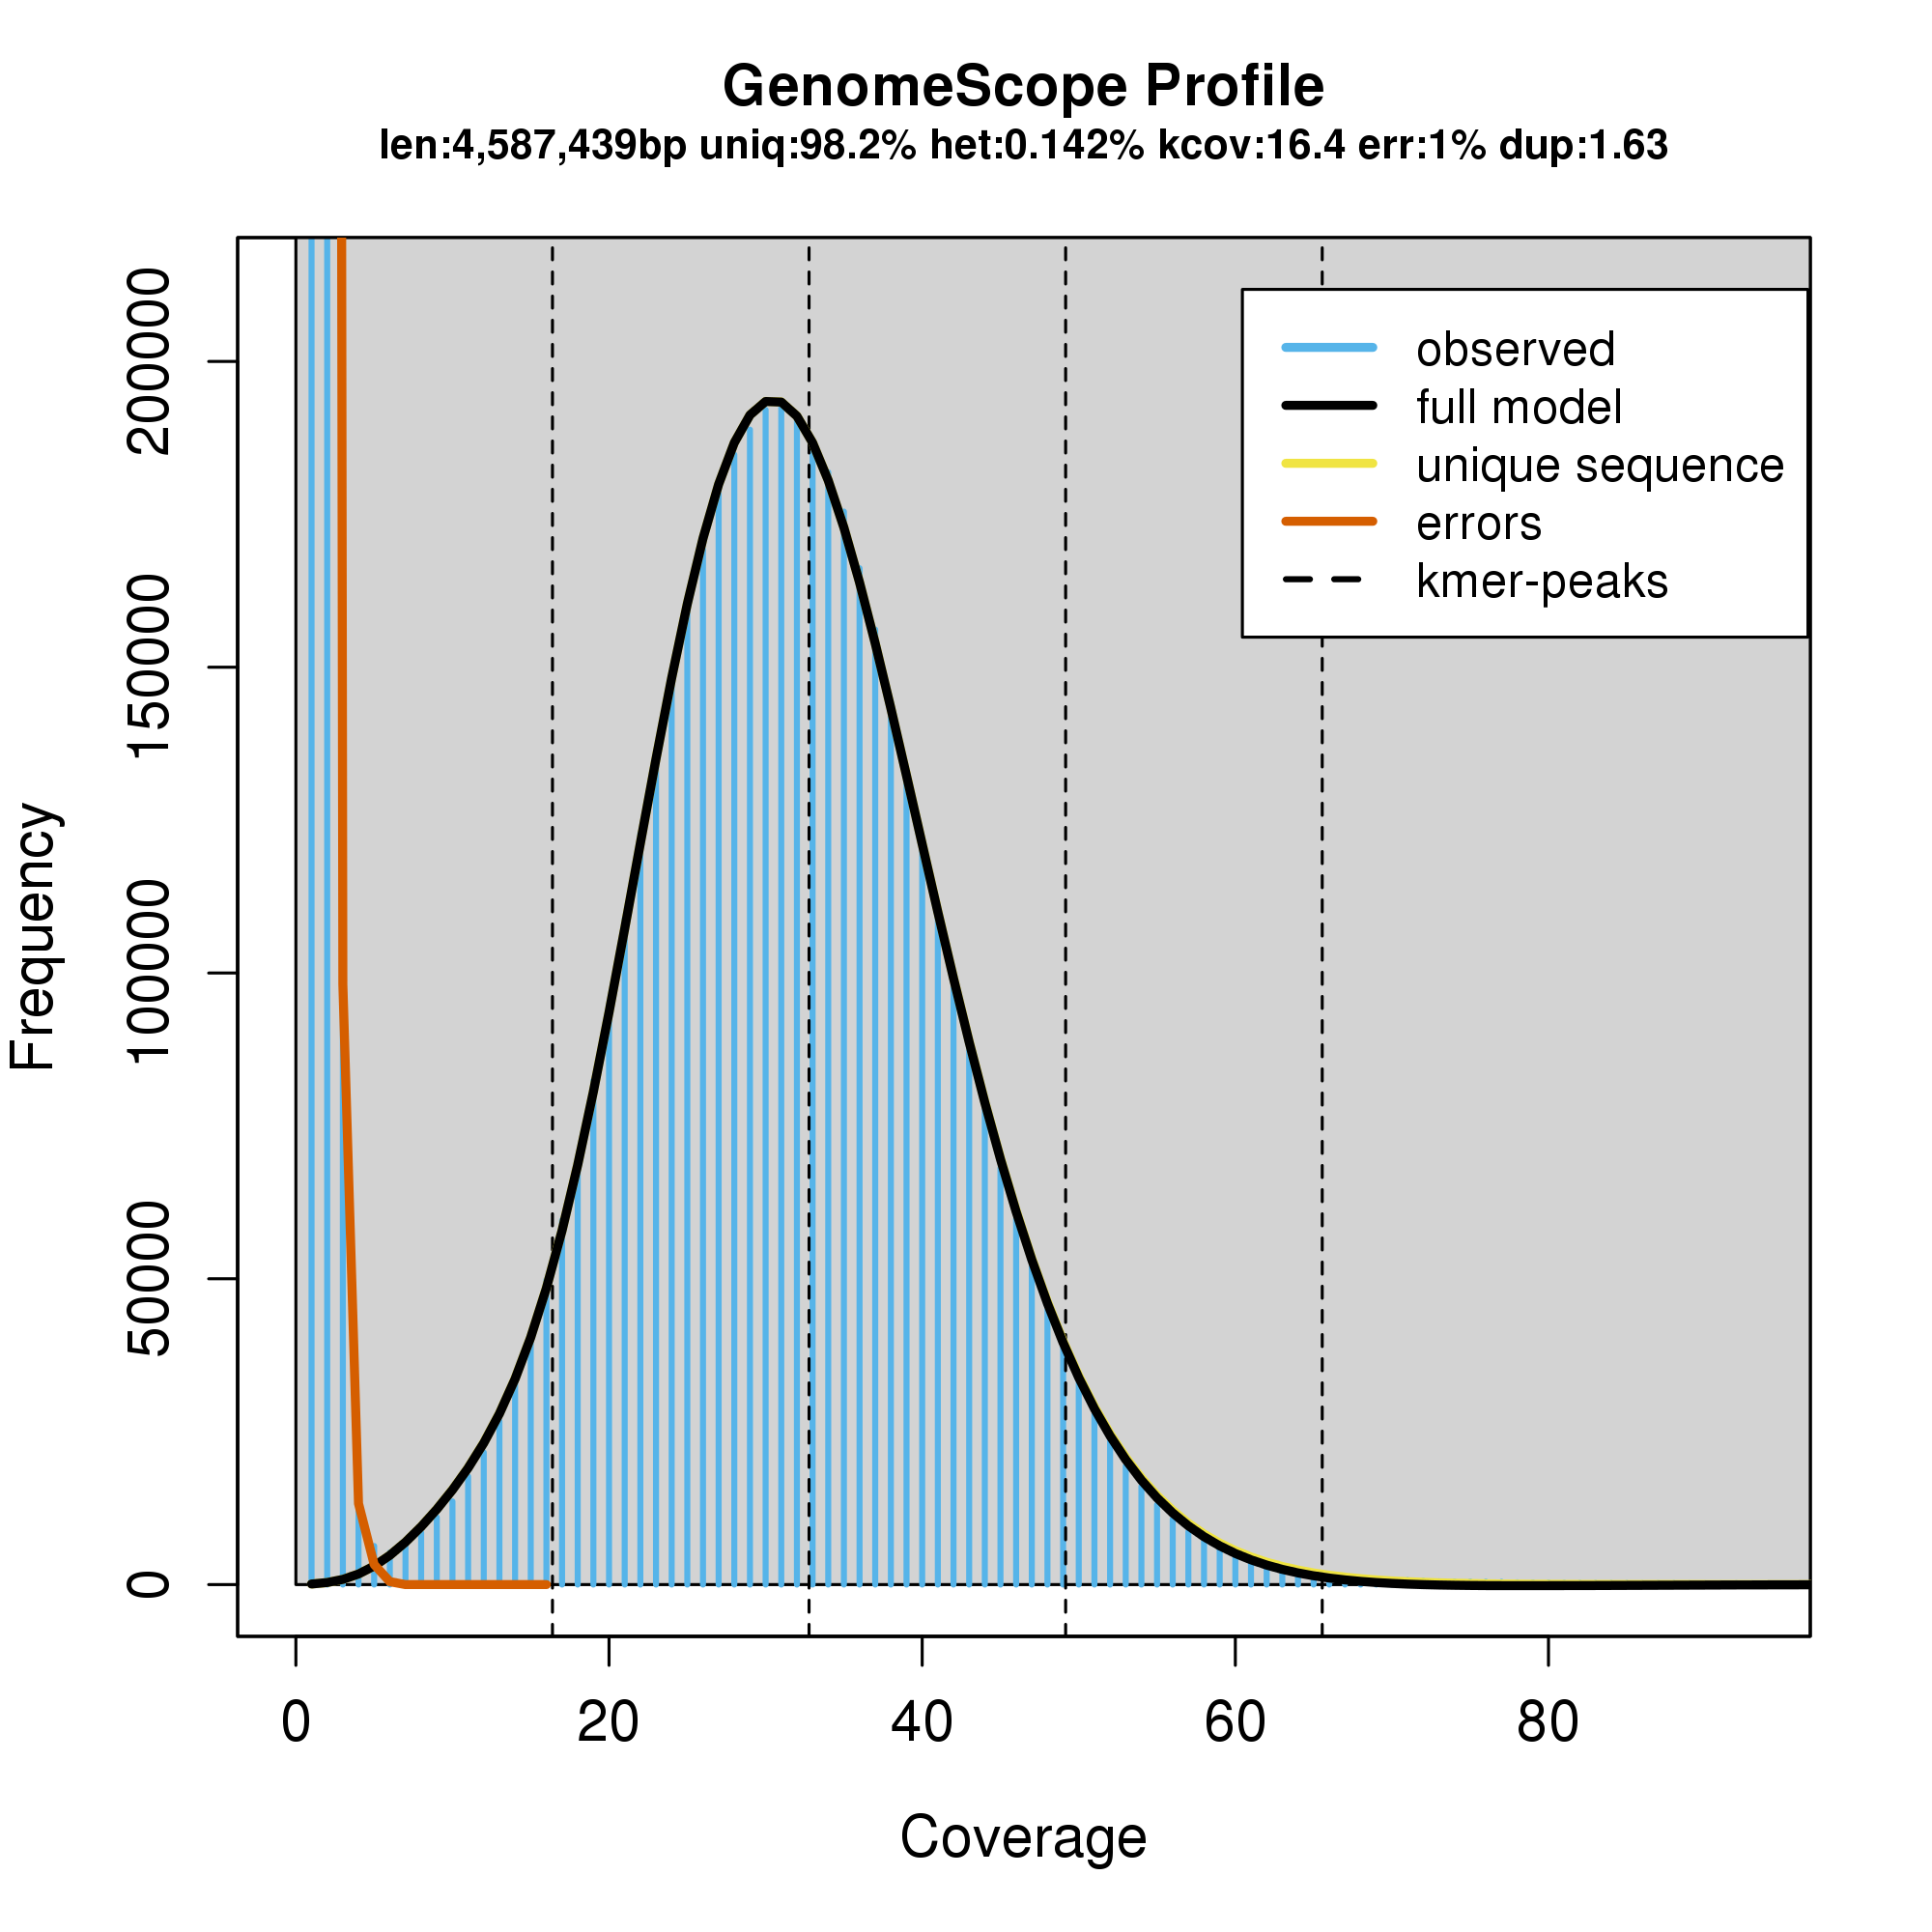 GenomeScope Profile
len:4,587,439bp uniq:98.2% het:0.142% kcov:16.4 err:1% dup:1.63
Frequency
200000
150000
100000
50000
0
observed
full model
unique sequence
errors
kmer-peaks
0 20 40 60 80
Coverage